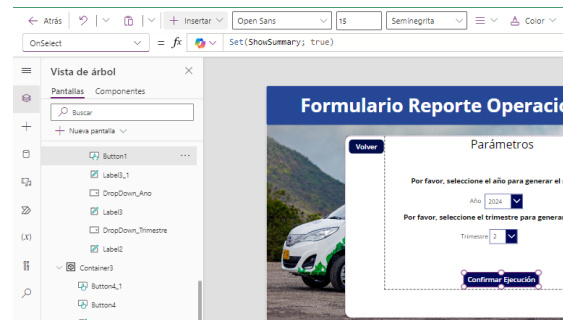 Atrás
Insertar
Open Sans
15
Seminegrita
Color
OnSelect
= fx
Set(ShowSummary; true)
Vista de árbol
Pantallas Componentes
Buscar
Nueva pantalla
Button1
Label3_1
DropDown_Ano
Label3
DropDown_Trimestre
Label2
Container3
Button4_1
Button4
Formulario Reporte Operacio
Volver
Parámetros
Por favor, seleccione el año para generar el
Año 2024
Por favor, seleccione el trimestre para genera
Trimestre 2
Confirmar Ejecución